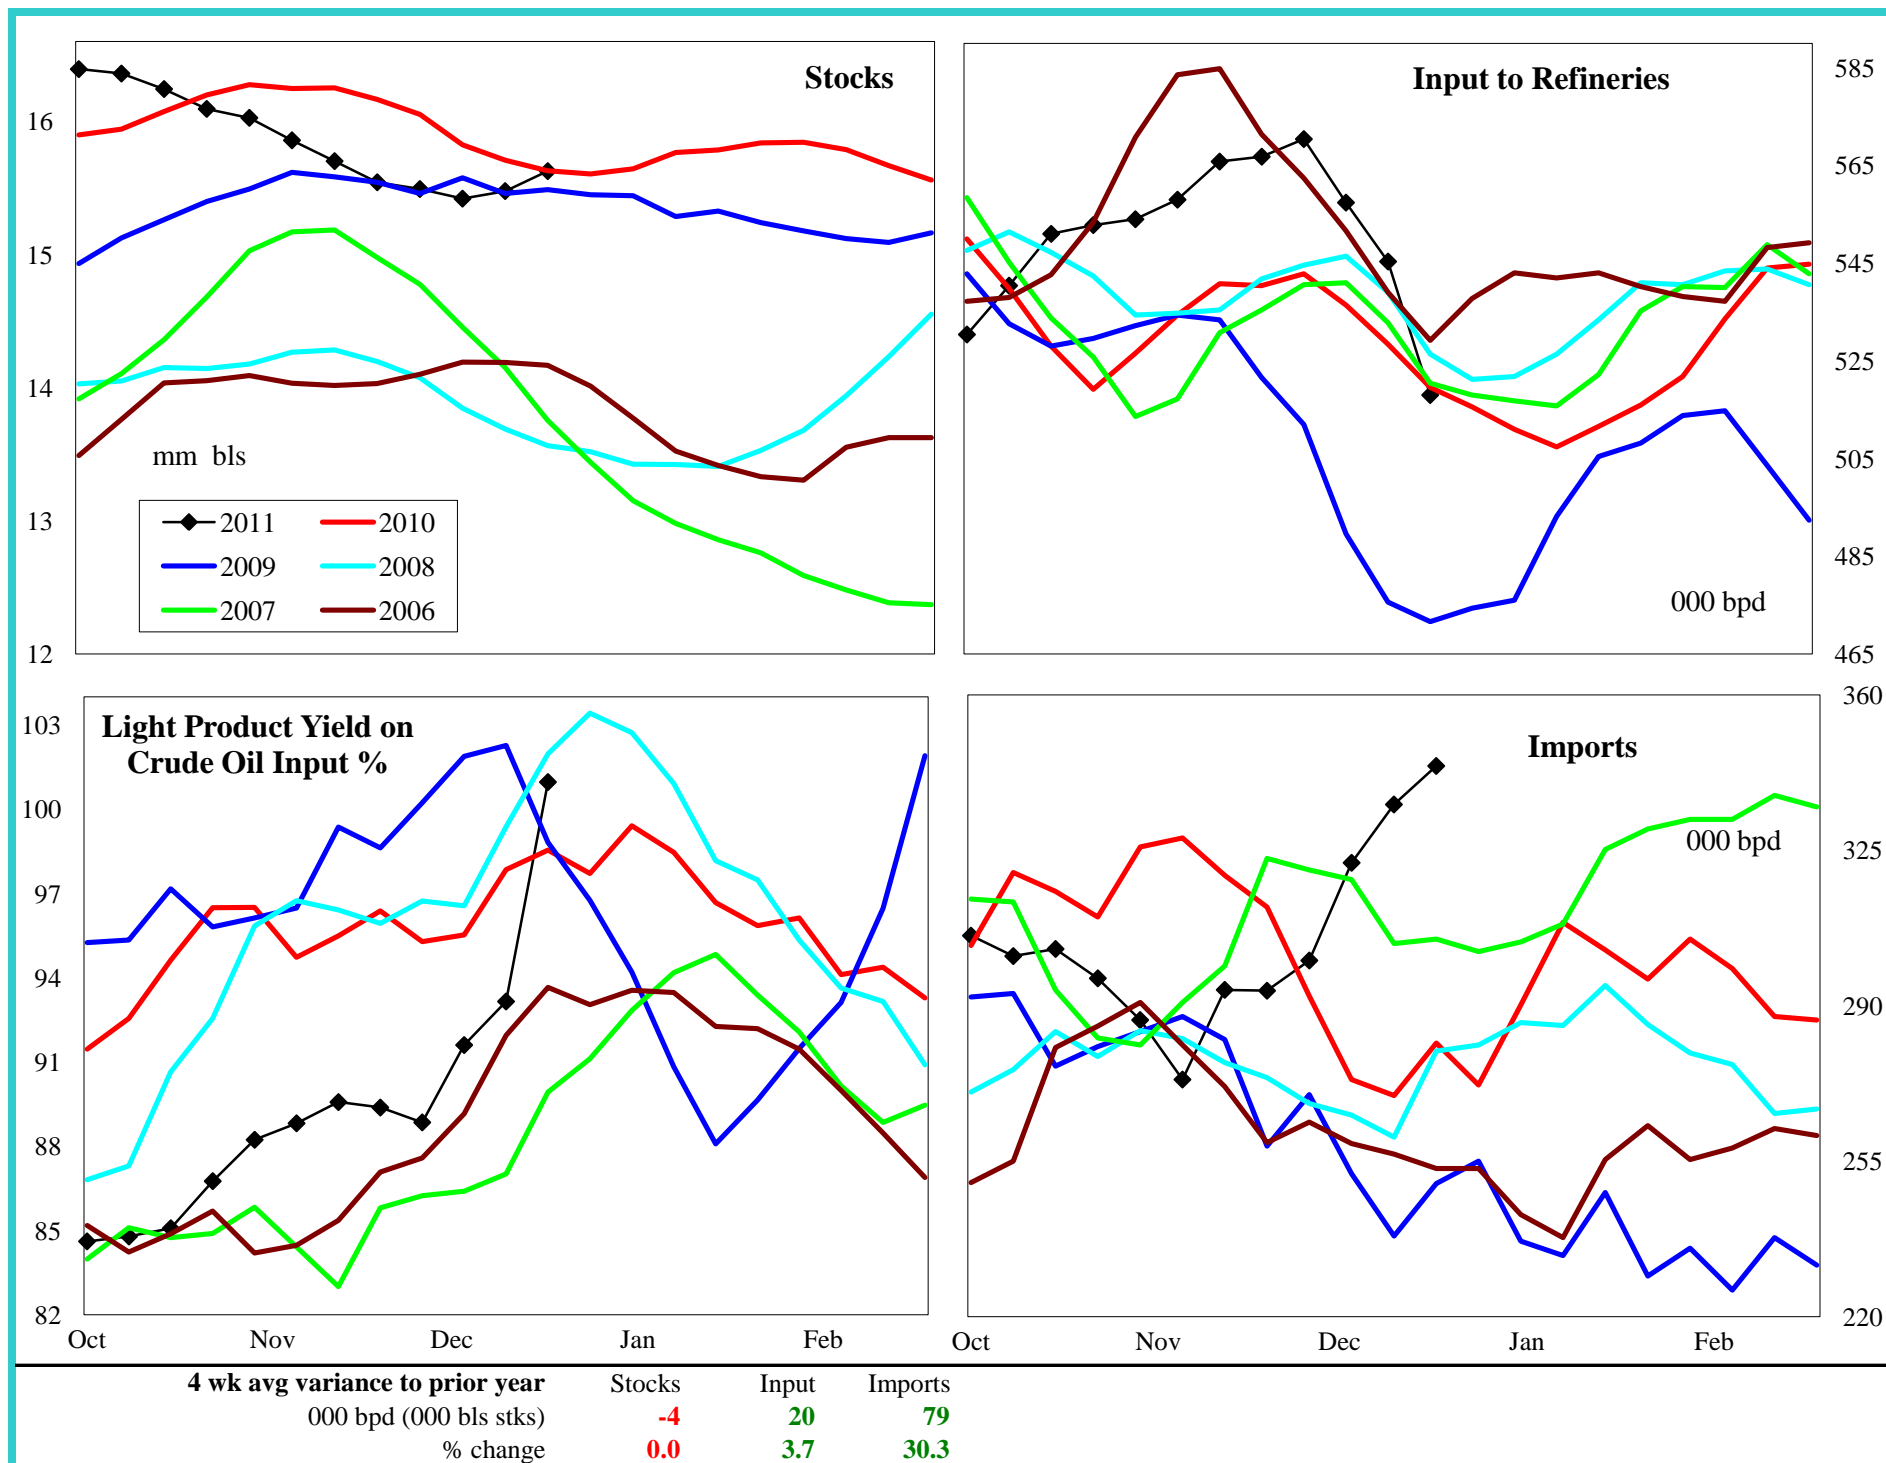 Stocks
16
15
14
13
12
mm bls
2011
2010
2009
2008
2007
2006
Input to Refineries
585
565
545
525
505
485
465
000 bpd
Light Product Yield on
Crude Oil Input %
103
100
97
94
91
88
85
82
Oct Nov Dec Jan Feb
Imports
360
325
290
255
220
000 bpd
Oct Nov Dec Jan Feb
4 wk avg variance to prior year Stocks Input Imports
000 bpd (000 bls stks) -4 20 79
% change 0.0 3.7 30.3